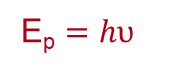 Eₚ = hυ